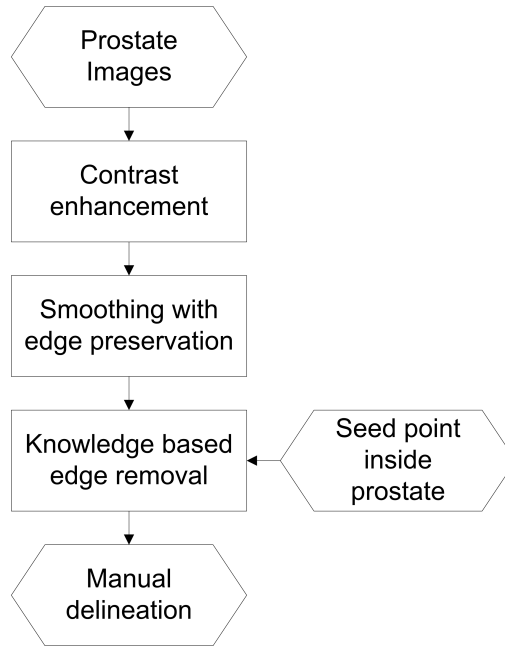 Prostate
Images
Contrast
enhancement
Smoothing with
edge preservation
Knowledge based
edge removal
Seed point
inside
prostate
Manual
delineation